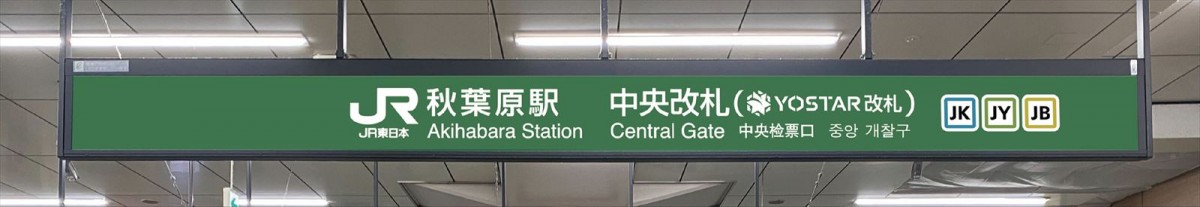 JR 秋葉原駅 中央改札(YOSTAR改札)
JR東日本 Akihabara Station Central Gate 中央检票口 중앙 개찰구
JK JY JB